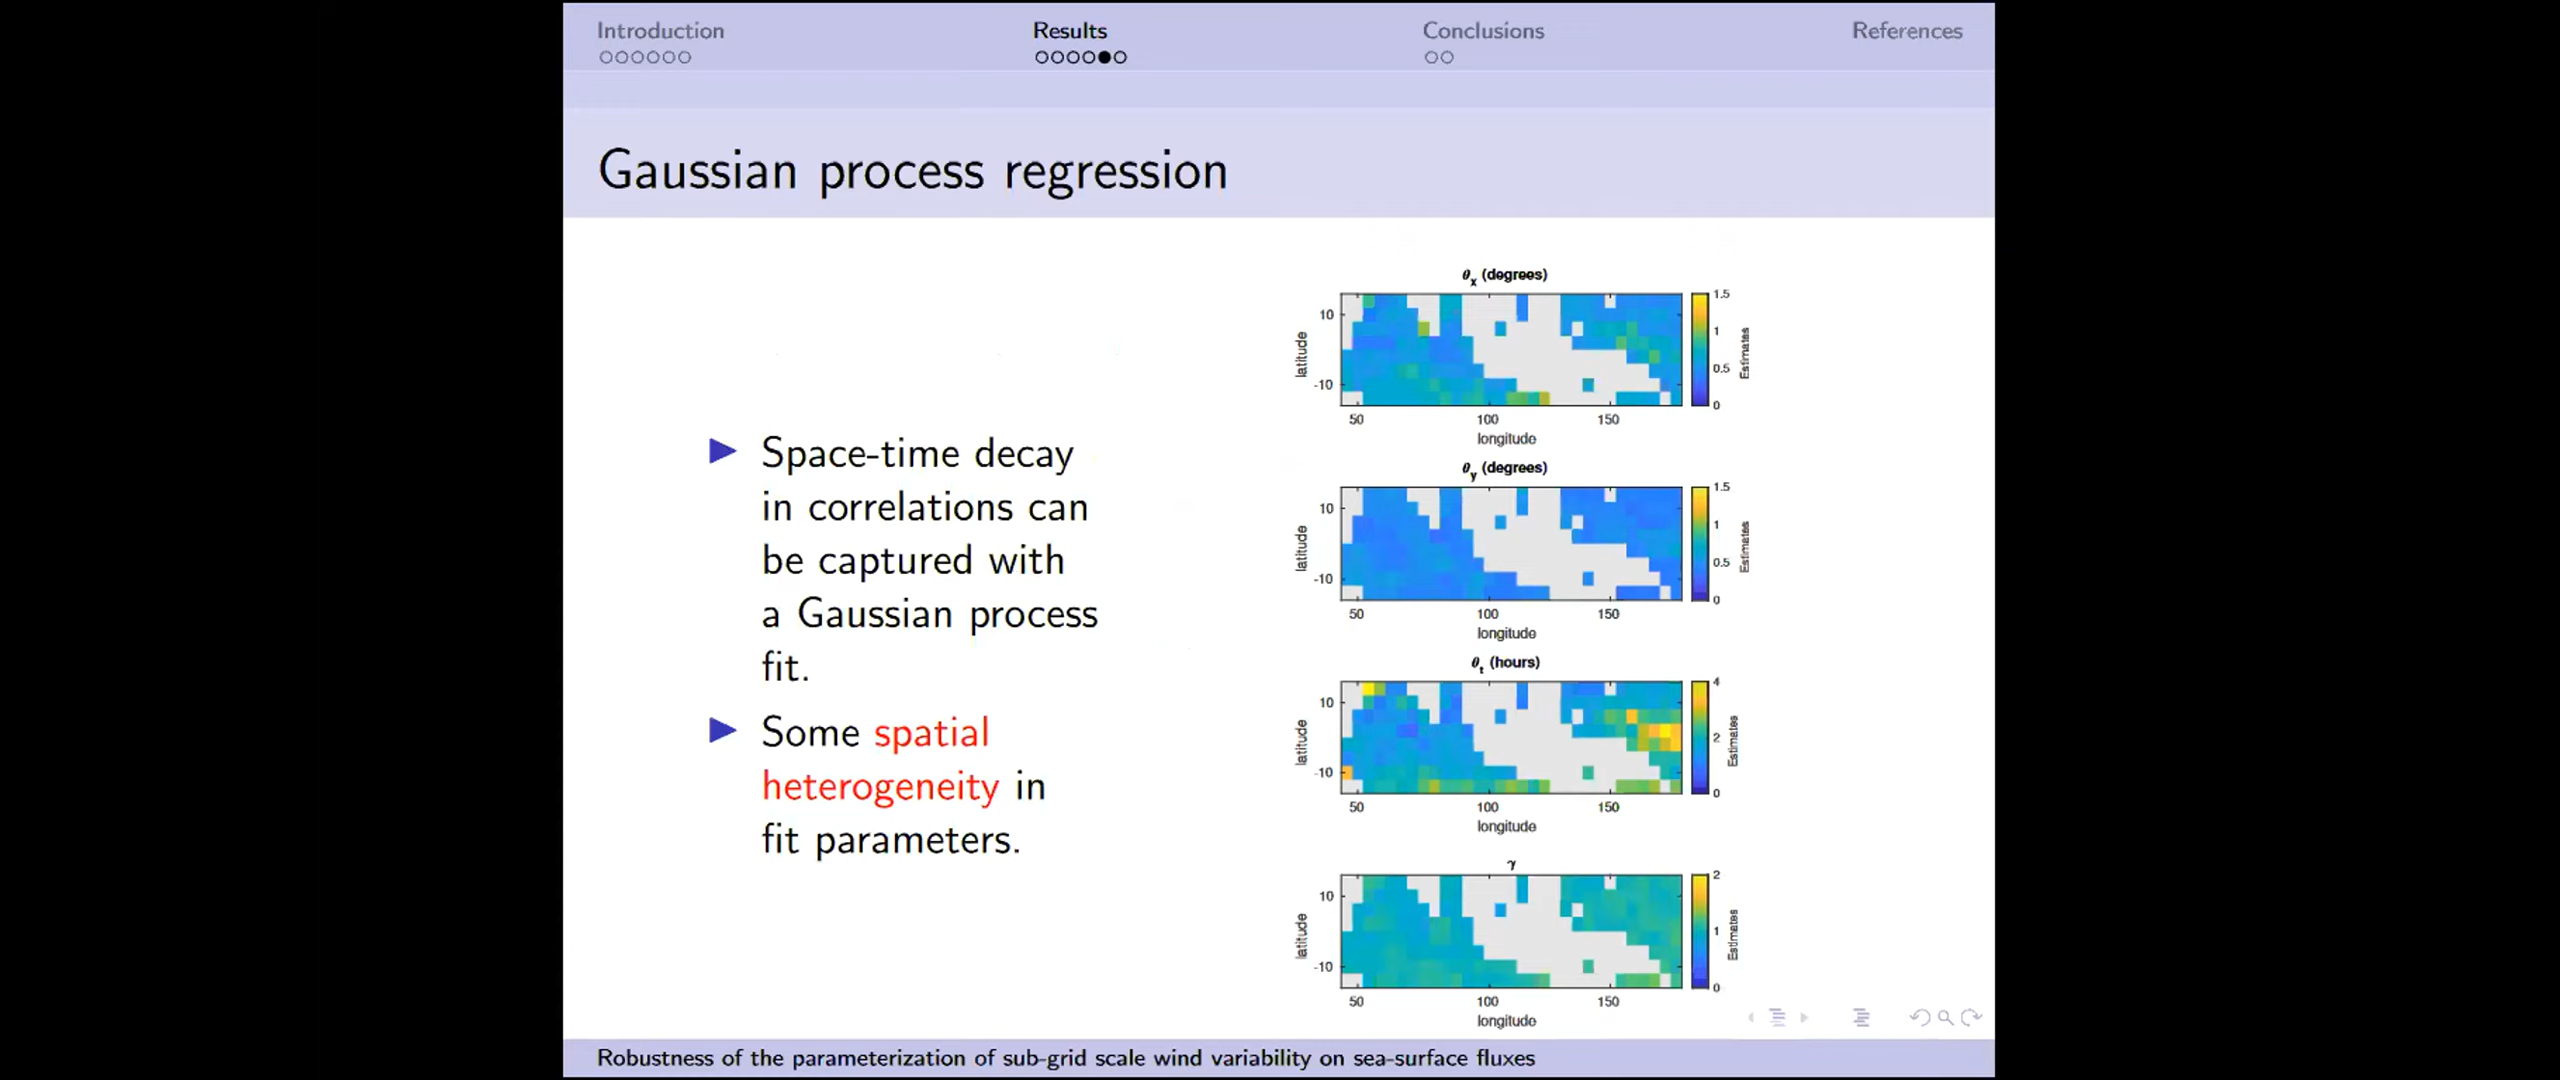 Introduction
Results
Conclusions
References
Gaussian process regression
Space-time decay
in correlations can
be captured with
a Gaussian process
fit.
Some spatial
heterogeneity in
fit parameters.
θx (degrees)
10
-10
latitude
50 100 150
longitude
1.5
1
0.5
0
Estimates
θy (degrees)
10
-10
latitude
50 100 150
longitude
1.5
1
0.5
0
Estimates
θt (hours)
10
-10
latitude
50 100 150
longitude
4
2
0
Estimates
γ
10
-10
latitude
50 100 150
longitude
2
1
0
Estimates
Robustness of the parameterization of sub-grid scale wind variability on sea-surface fluxes